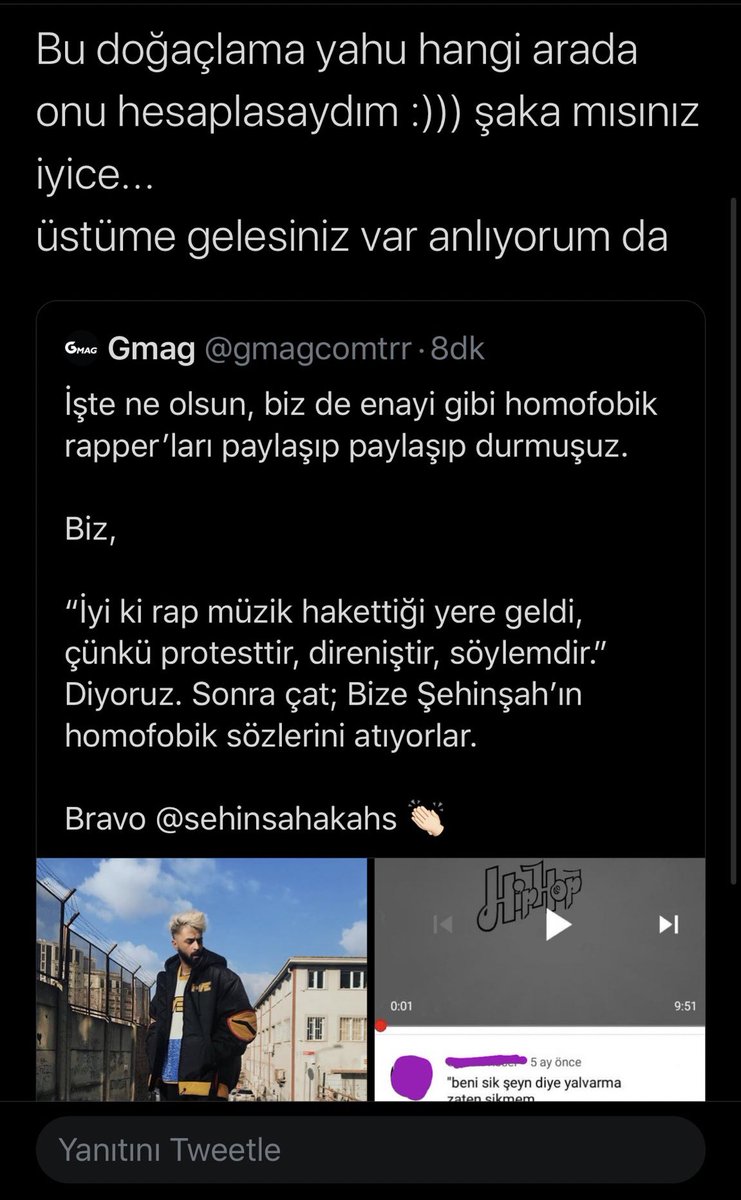 Bu doğaçlama yahu hangi arada
onu hesaplasaydım :))) şaka mısınız
iyice...
üstüme gelesiniz var anlıyorum da
GMAG Gmag @gmagcomtrr · 8dk
İşte ne olsun, biz de enayi gibi homofobik
rapper’ları paylaşıp paylaşıp durmuşuz.
Biz,
“İyi ki rap müzik hakettiği yere geldi,
çünkü protesttir, direniştir, söylemdir.”
Diyoruz. Sonra çat; Bize Şehinşah’ın
homofobik sözlerini atıyorlar.
Bravo @sehinsahakahs 👏🏻
HipHop
0:01 9:51
5 ay önce
"beni sik şeyn diye yalvarma
zaten sikmem
Yanıtını Tweetle